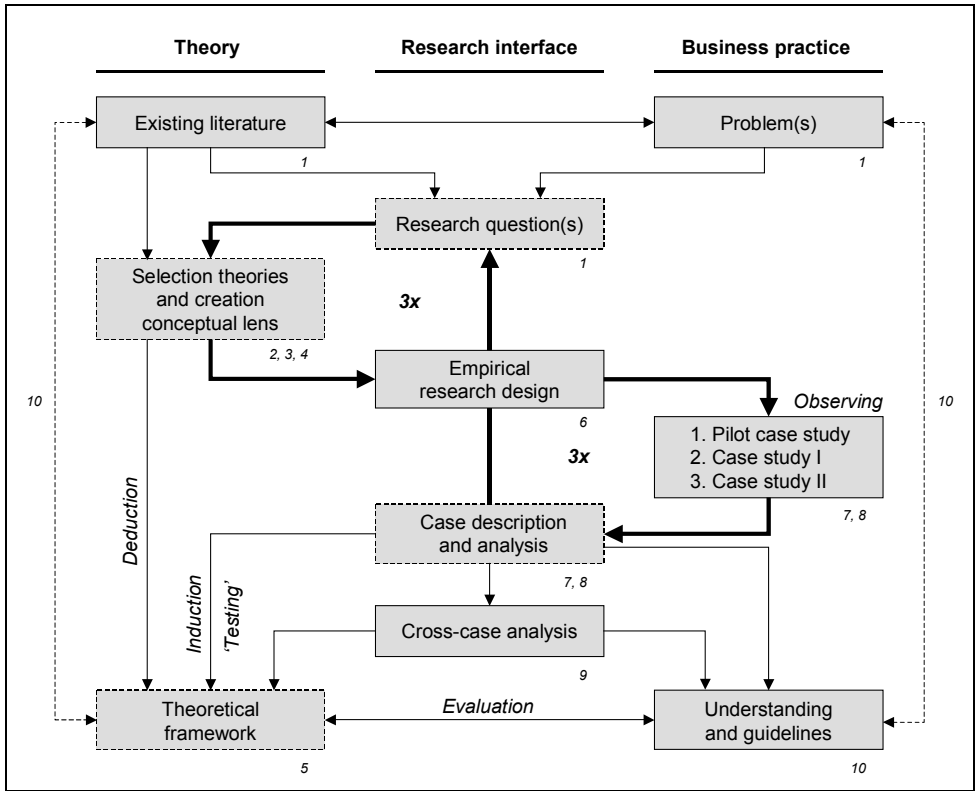 Theory
Research interface
Business practice
Existing literature
Problem(s)
1
1
Research question(s)
1
Selection theories
and creation
conceptual lens
3x
2, 3, 4
Empirical
research design
6
10
10
Observing
1. Pilot case study
2. Case study I
3. Case study II
7, 8
3x
Deduction
Case description
and analysis
7, 8
Induction
‘Testing’
Cross-case analysis
9
Theoretical
framework
5
Evaluation
Understanding
and guidelines
10